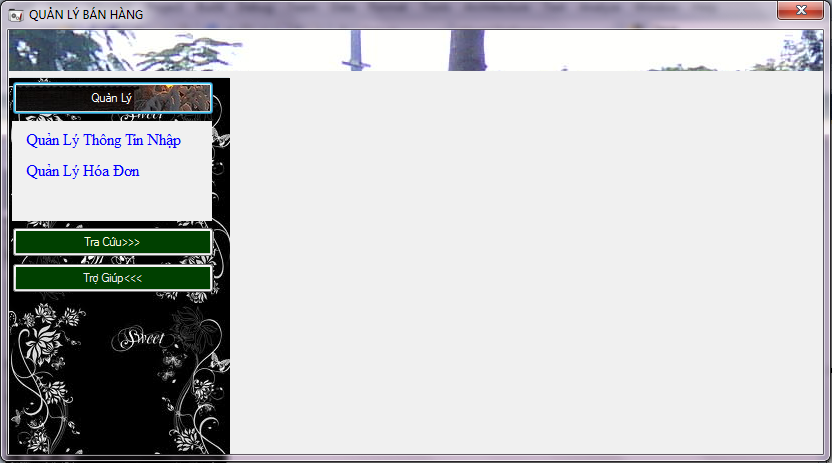 QUẢN LÝ BÁN HÀNG
Quản Lý
Sweet
Quản Lý Thông Tin Nhập
Quản Lý Hóa Đơn
Tra Cứu>>>
Trợ Giúp<<<
Sweet